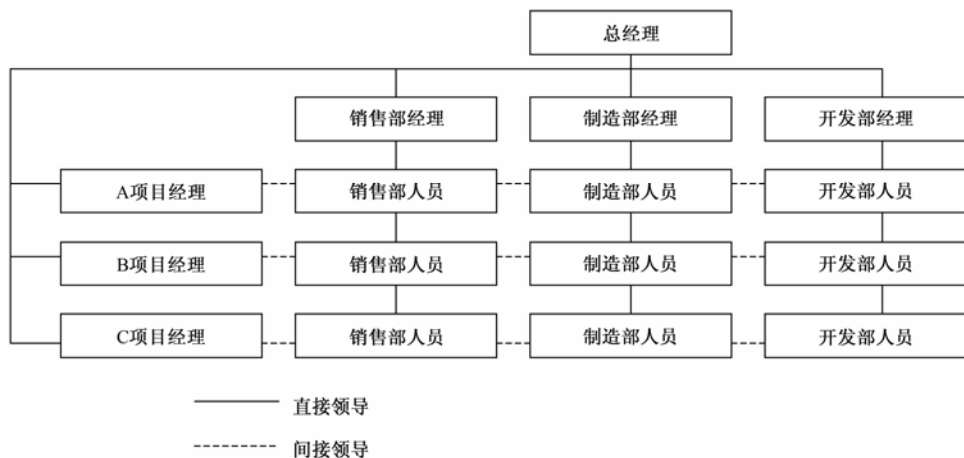 总经理
销售部经理
制造部经理
开发部经理
A项目经理
销售部人员
制造部人员
开发部人员
B项目经理
销售部人员
制造部人员
开发部人员
C项目经理
销售部人员
制造部人员
开发部人员
直接领导
间接领导